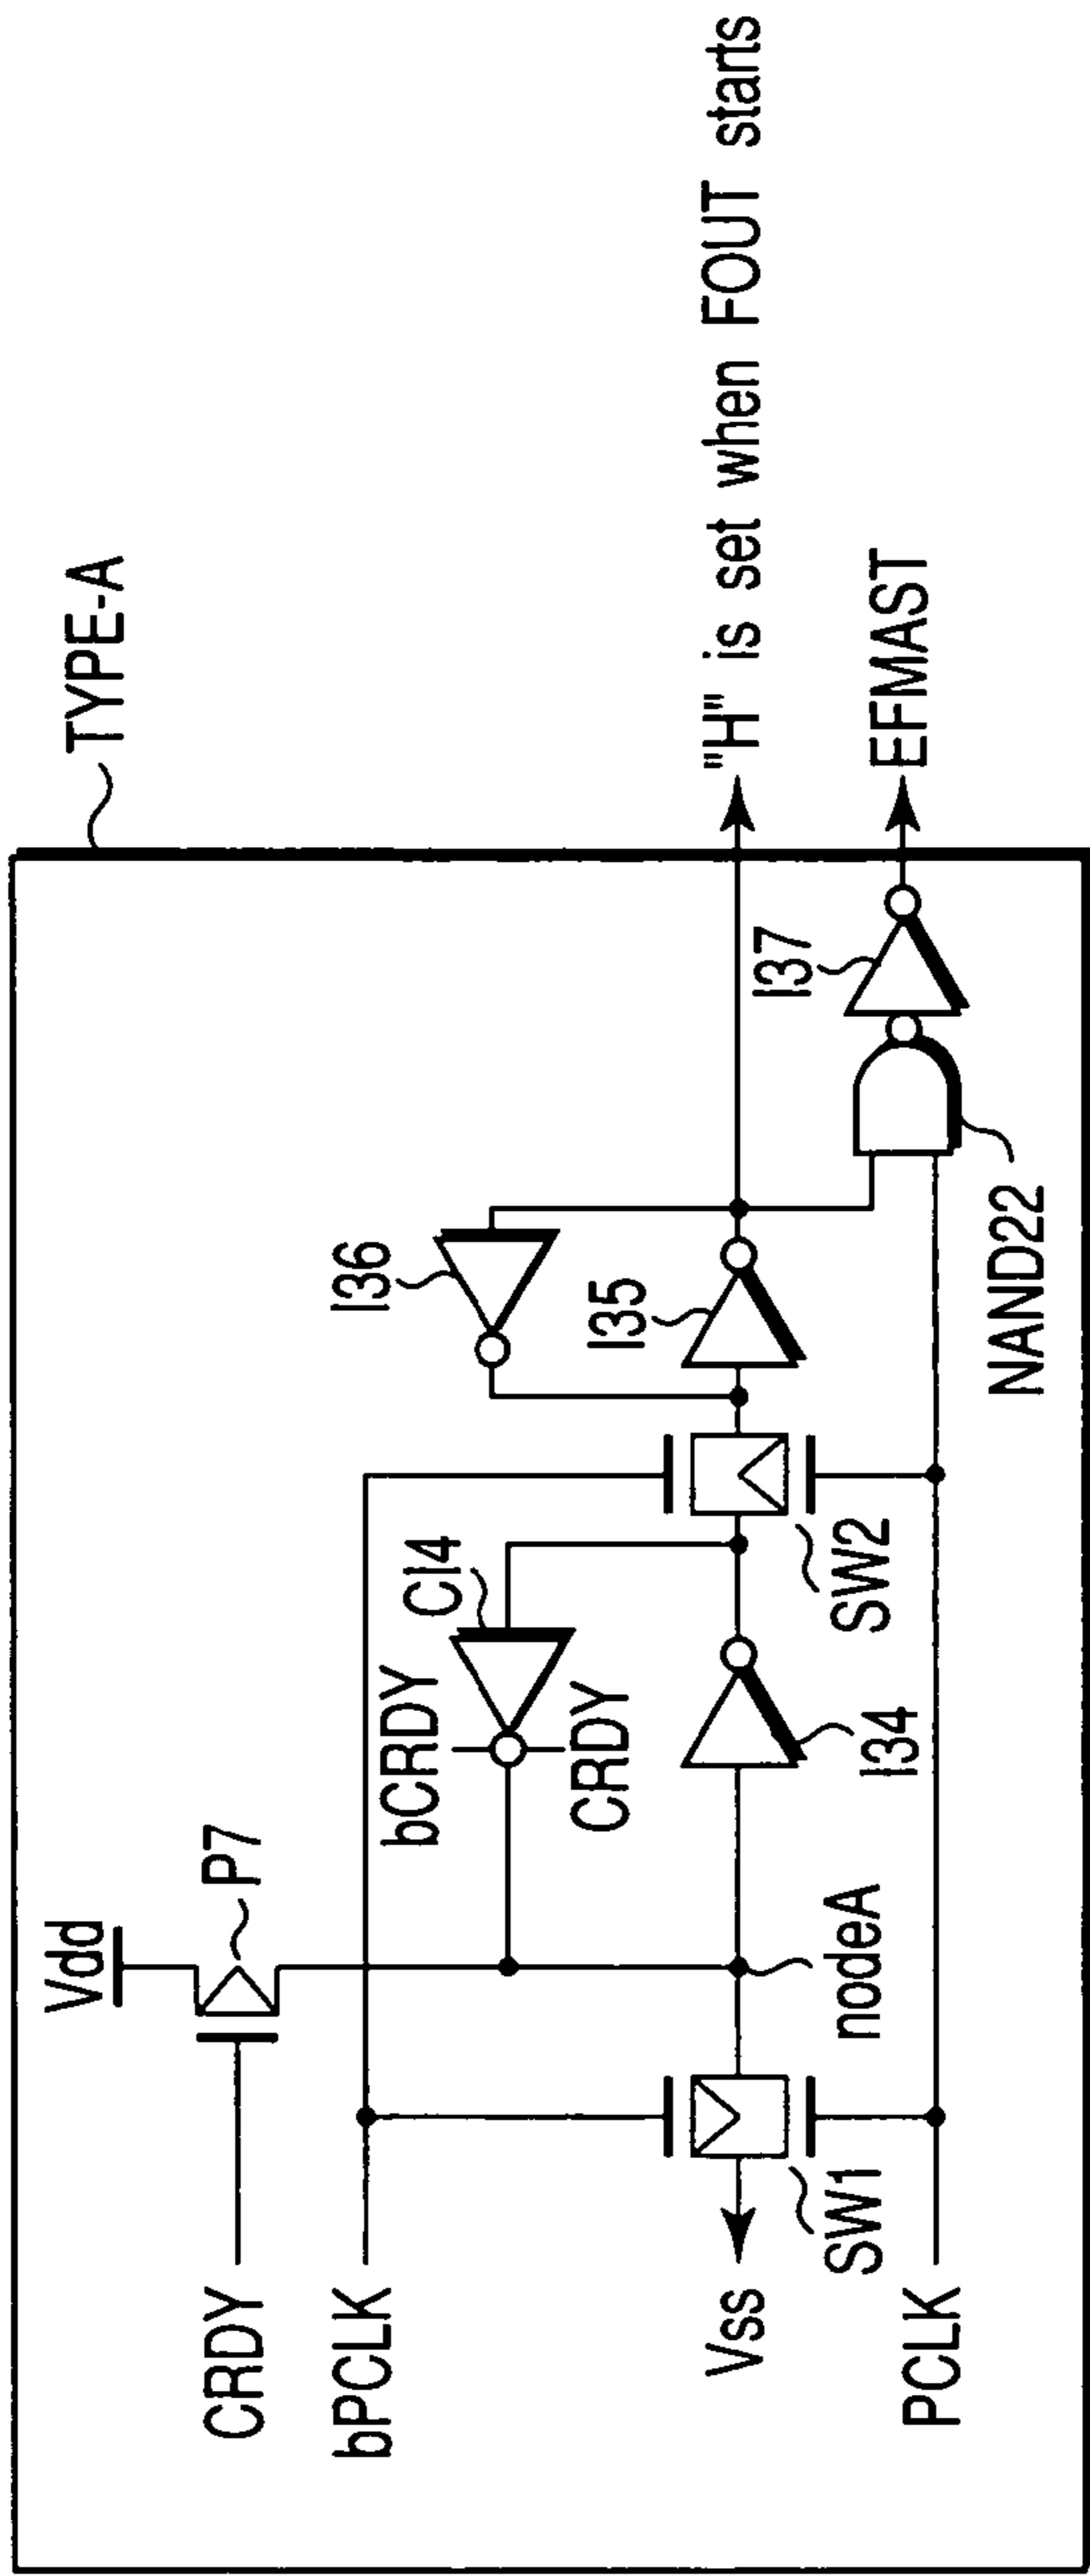 TYPE-A
Vdd
P7
CRDY
bPCLK
bCRDY
CI4
CRDY
I36
I35
I37
"H" is set when FOUT starts
Vss
SW1
nodeA
I34
SW2
EFMAST
PCLK
NAND22